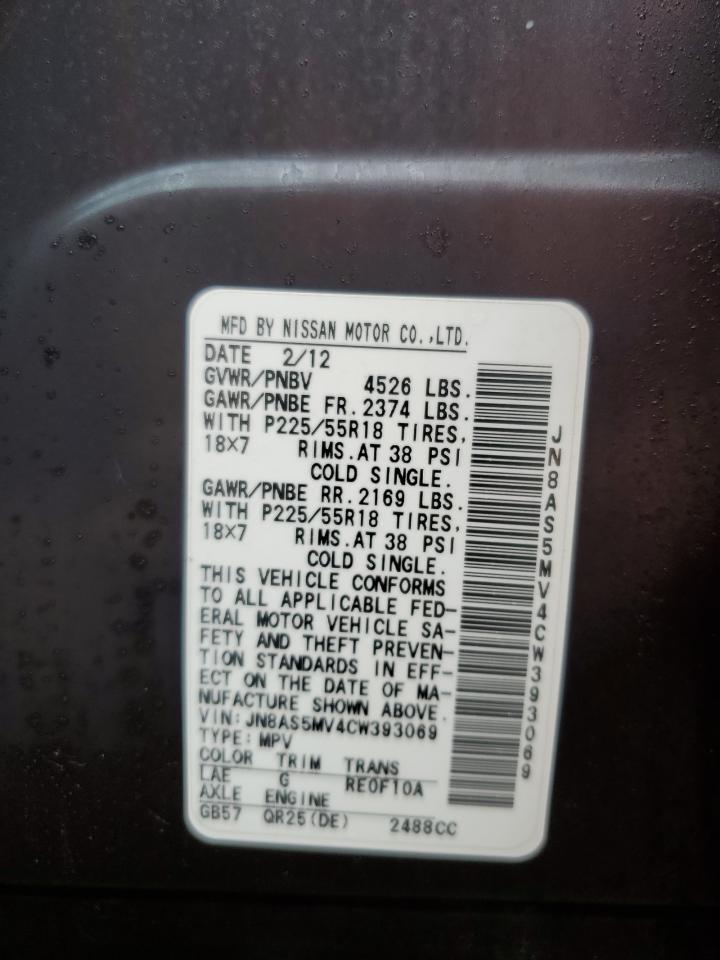 MFD BY NISSAN MOTOR CO.,LTD.
DATE 2/12
GVWR/PNBV 4526 LBS.
GAWR/PNBE FR. 2374 LBS.
WITH P225/55R18 TIRES,
18X7 RIMS.AT 38 PSI
COLD SINGLE.
GAWR/PNBE RR. 2169 LBS.
WITH P225/55R18 TIRES,
18X7 RIMS.AT 38 PSI
COLD SINGLE.
THIS VEHICLE CONFORMS
TO ALL APPLICABLE FED-
ERAL MOTOR VEHICLE SA-
FETY AND THEFT PREVEN-
TION STANDARDS IN EFF-
ECT ON THE DATE OF MA-
NUFACTURE SHOWN ABOVE.
VIN:JN8AS5MV4CW393069
TYPE:MPV
COLOR TRIM TRANS
LAE G RE0F10A
AXLE ENGINE
GB57 QR25(DE) 2488CC
JN8AS5MV4CW393069